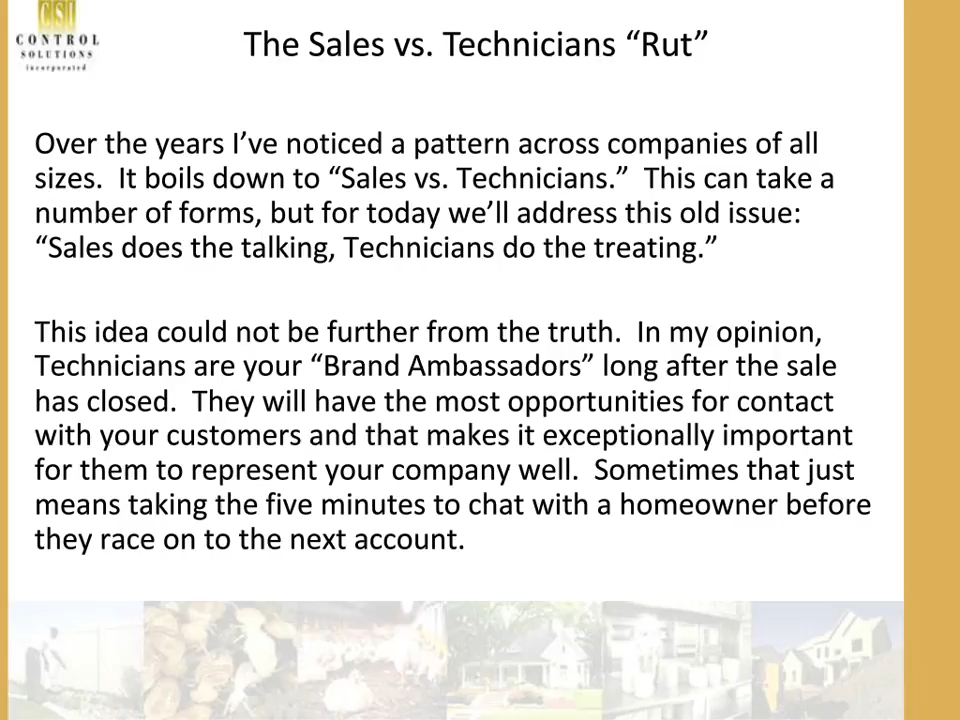 CSI
CONTROL
SOLUTIONS
incorporated
The Sales vs. Technicians “Rut”
Over the years I’ve noticed a pattern across companies of all
sizes.  It boils down to “Sales vs. Technicians.”  This can take a
number of forms, but for today we’ll address this old issue:
“Sales does the talking, Technicians do the treating.”
This idea could not be further from the truth.  In my opinion,
Technicians are your “Brand Ambassadors” long after the sale
has closed.  They will have the most opportunities for contact
with your customers and that makes it exceptionally important
for them to represent your company well.  Sometimes that just
means taking the five minutes to chat with a homeowner before
they race on to the next account.